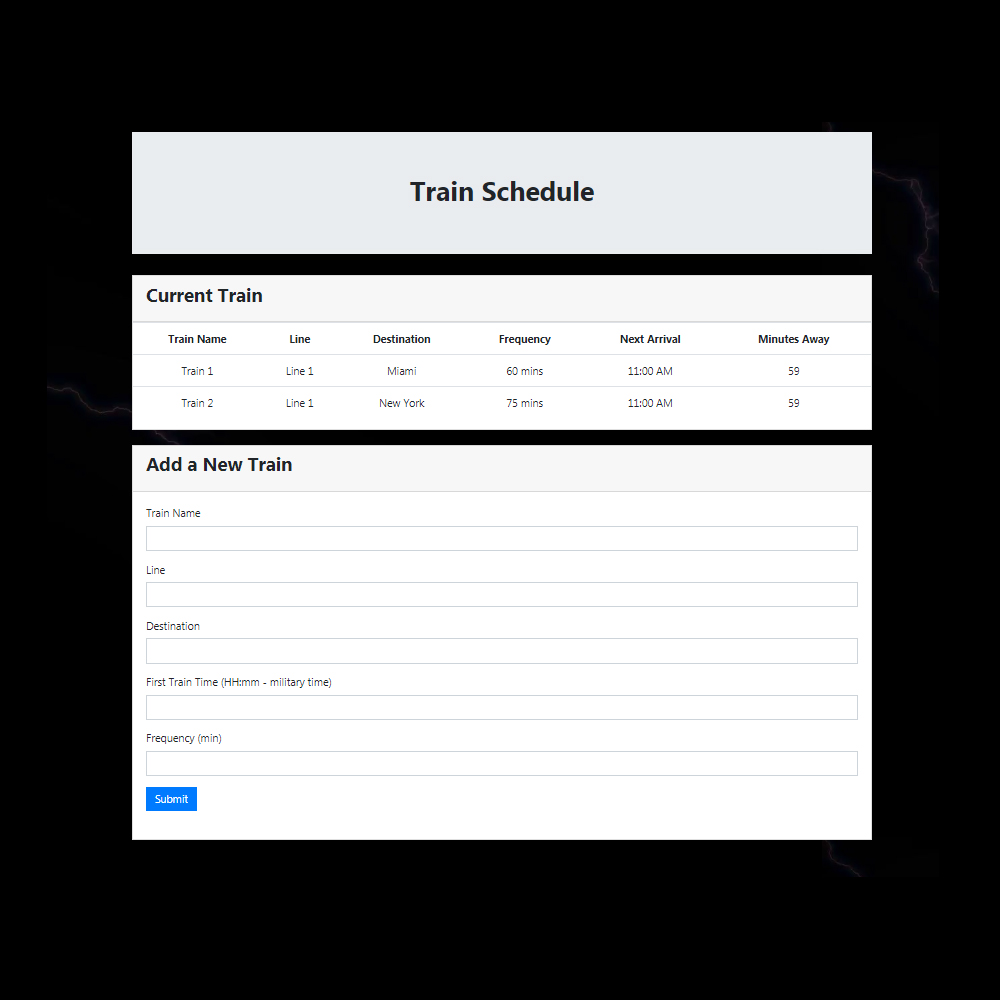 Train Schedule
Current Train
Train Name Line Destination Frequency Next Arrival Minutes Away
Train 1 Line 1 Miami 60 mins 11:00 AM 59
Train 2 Line 1 New York 75 mins 11:00 AM 59
Add a New Train
Train Name
Line
Destination
First Train Time (HH:mm - military time)
Frequency (min)
Submit